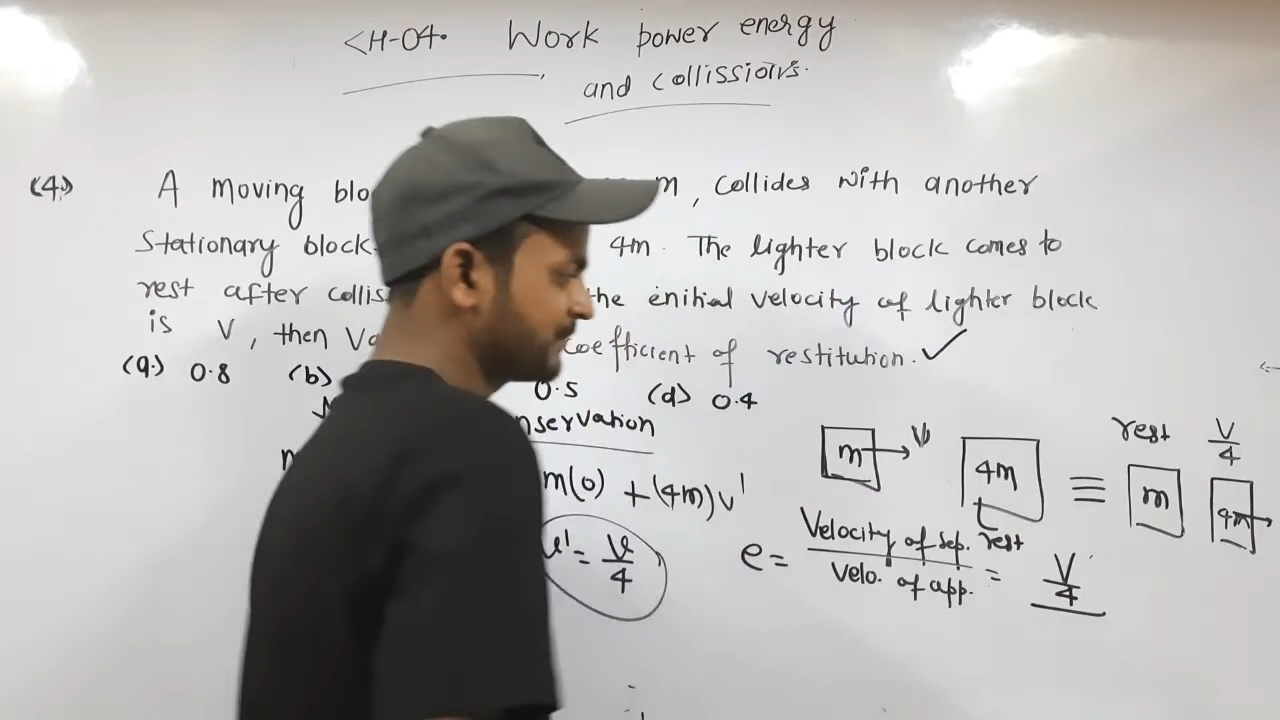 CH-04. Work power energy
and Collissions.
(4) A moving blo m, Collides with another
Stationary block 4m. The lighter block comes to
rest after collis the enitial velocity of lighter block
is V, then Va coefficient of restitution. ✓
(a) 0.8 (b) 0.5 (d) 0.4
nservation
m(0) + (4m)v'
v' = v/4
m → v 4m ≡ rest m V/4 4m
rest
e = Velocity of sep. / Velo. of app. = V/4